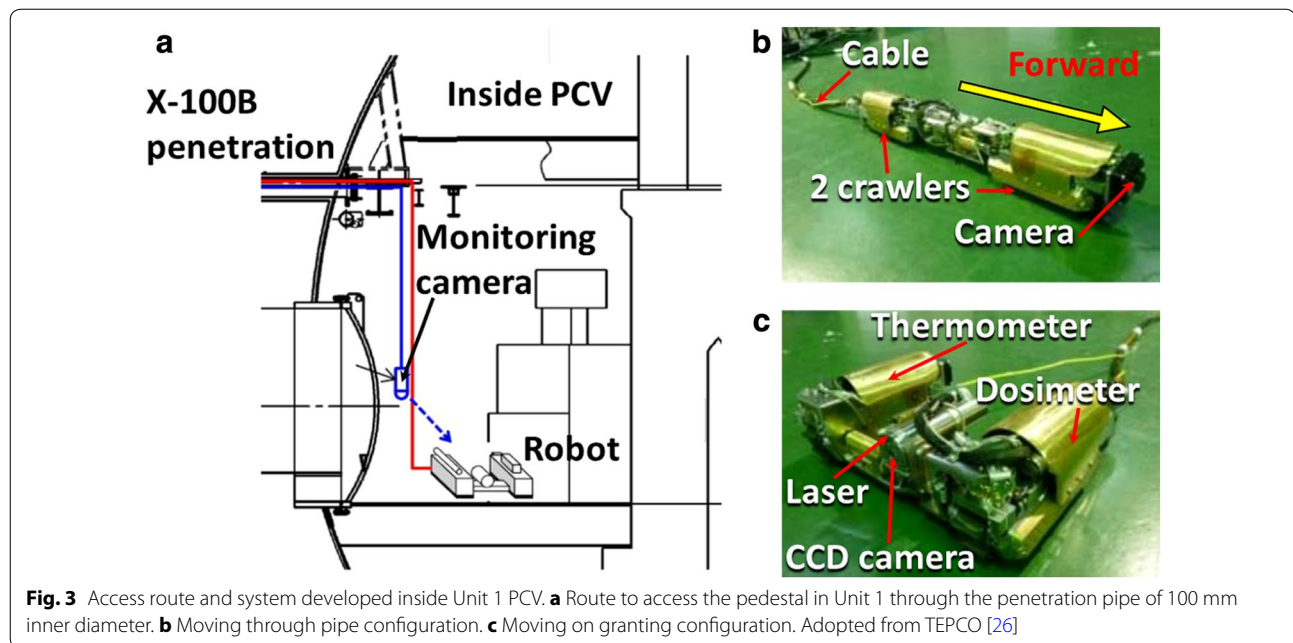 a
X-100B
penetration
Inside PCV
Monitoring
camera
Robot
b
Cable
Forward
2 crawlers
Camera
c
Thermometer
Dosimeter
Laser
CCD camera
Fig. 3 Access route and system developed inside Unit 1 PCV. a Route to access the pedestal in Unit 1 through the penetration pipe of 100 mm
inner diameter. b Moving through pipe configuration. c Moving on granting configuration. Adopted from TEPCO [26]